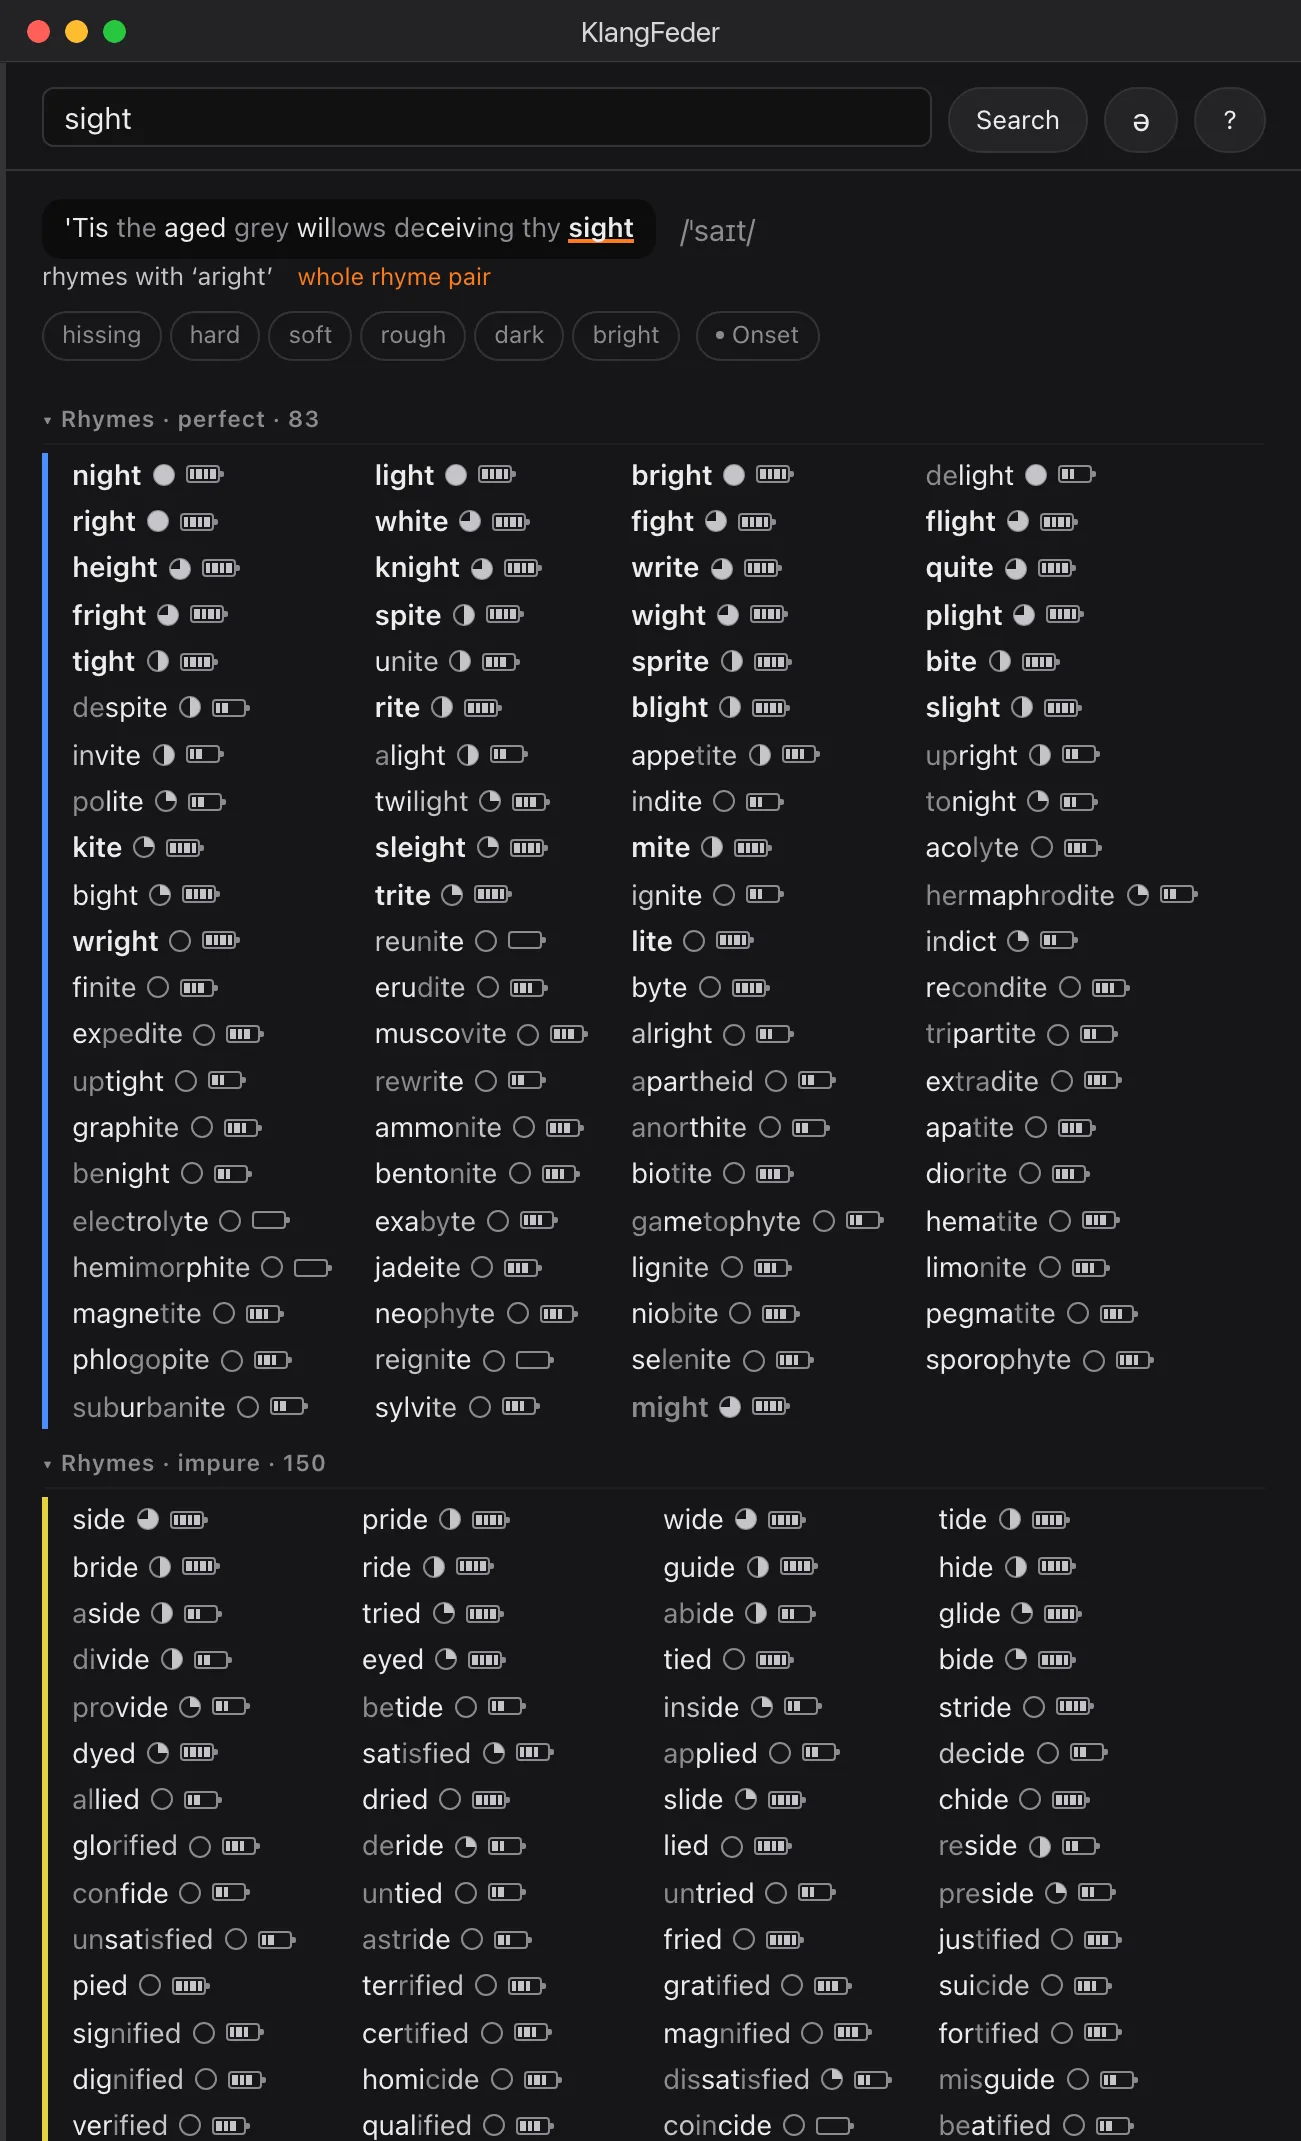 KlangFeder
sight Search ə ?
'Tis the aged grey willows deceiving thy sight /ˈsaɪt/
rhymes with ‘aright’ whole rhyme pair
hissing hard soft rough dark bright • Onset
▾ Rhymes · perfect · 83
night light bright delight
right white fight flight
height knight write quite
fright spite wight plight
tight unite sprite bite
despite rite blight slight
invite alight appetite upright
polite twilight indite tonight
kite sleight mite acolyte
bight trite ignite hermaphrodite
wright reunite lite indict
finite erudite byte recondite
expedite muscovite alright tripartite
uptight rewrite apartheid extradite
graphite ammonite anorthite apatite
benight bentonite biotite diorite
electrolyte exabyte gametophyte hematite
hemimorphite jadeite lignite limonite
magnetite neophyte niobite pegmatite
phlogopite reignite selenite sporophyte
suburbanite sylvite might
▾ Rhymes · impure · 150
side pride wide tide
bride ride guide hide
aside tried abide glide
divide eyed tied bide
provide betide inside stride
dyed satisfied applied decide
allied dried slide chide
glorified deride lied reside
confide untied untried preside
unsatisfied astride fried justified
pied terrified gratified suicide
signified certified magnified fortified
dignified homicide dissatisfied misguide
verified qualified coincide beatified